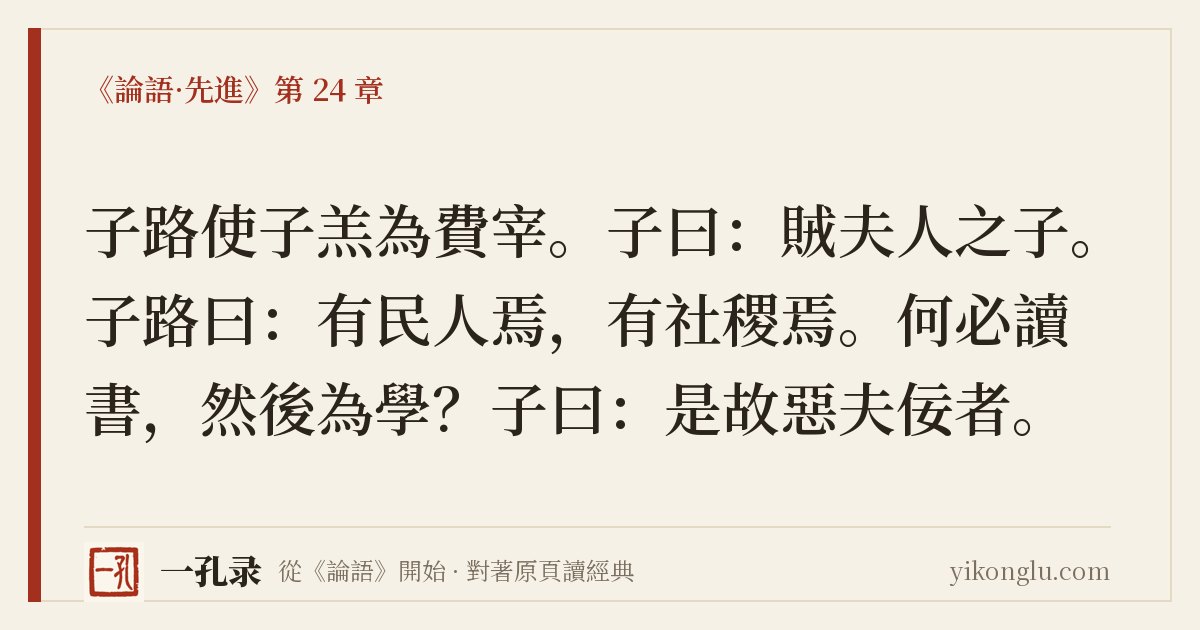 《論語·先進》第 24 章
子路使子羔為費宰。子曰：賊夫人之子。
子路曰：有民人焉，有社稷焉。何必讀
書，然後為學？子曰：是故惡夫佞者。
一孔
一孔录 從《論語》開始 · 對著原頁讀經典
yikonglu.com